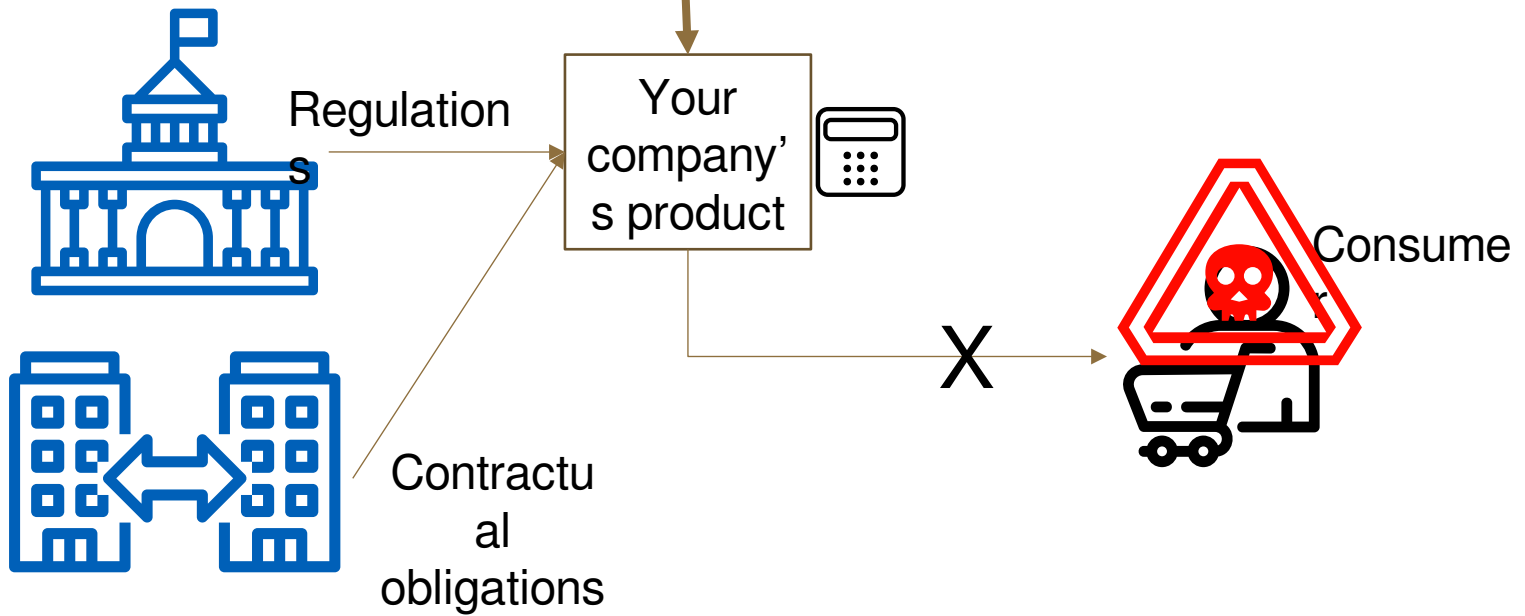 Regulation
s
Your
company’
s product
Consume
r
X
Contractu
al
obligations